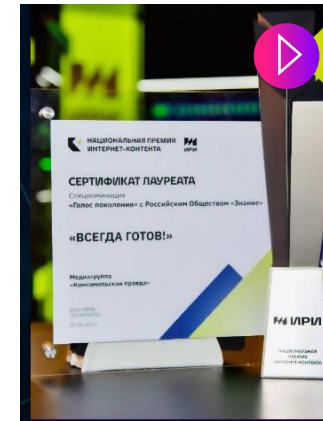 НАЦИОНАЛЬНАЯ ПРЕМИЯ
ИНТЕРНЕТ-КОНТЕНТА
ИРИ
СЕРТИФИКАТ ЛАУРЕАТА
Спецноминация
«Голос поколения» с Российским Обществом «Знание»
«ВСЕГДА ГОТОВ!»
Медиагруппа
«Комсомольская правда»
ИРИ
НАЦИОНАЛЬНАЯ
ПРЕМИЯ
ИНТЕРНЕТ-КОНТЕНТА